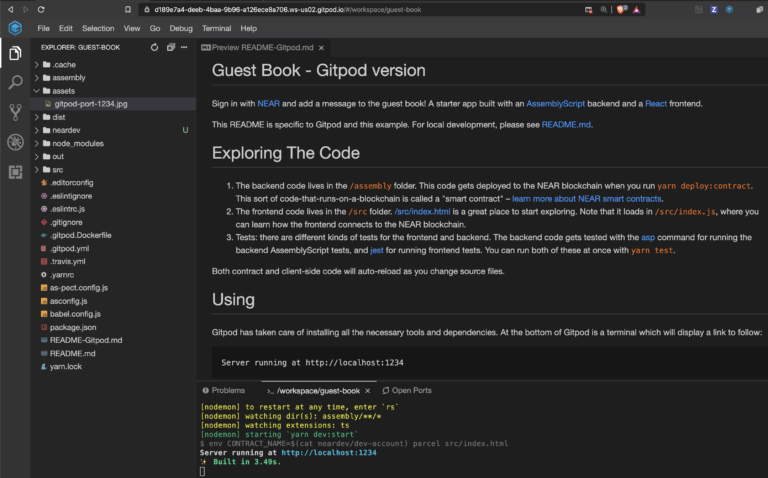 d189e7a4-deeb-4baa-9b96-a126ece8a706.ws-us02.gitpod.io/#/workspace/guest-book
File Edit Selection View Go Debug Terminal Help
EXPLORER: GUEST-BOOK
.cache
assembly
assets
gitpod-port-1234.jpg
dist
neardev U
node_modules
out
src
.editorconfig
.eslintignore
.eslintrc.js
.gitignore
.gitpod.Dockerfile
.gitpod.yml
.travis.yml
.yarnrc
as-pect.config.js
asconfig.js
babel.config.js
package.json
README-Gitpod.md
README.md
yarn.lock
Preview README-Gitpod.md
Guest Book - Gitpod version
Sign in with NEAR and add a message to the guest book! A starter app built with an AssemblyScript backend and a React frontend.
This README is specific to Gitpod and this example. For local development, please see README.md.
Exploring The Code
1. The backend code lives in the /assembly folder. This code gets deployed to the NEAR blockchain when you run yarn deploy:contract.
This sort of code-that-runs-on-a-blockchain is called a "smart contract" – learn more about NEAR smart contracts.
2. The frontend code lives in the /src folder. /src/index.html is a great place to start exploring. Note that it loads in /src/index.js, where you
can learn how the frontend connects to the NEAR blockchain.
3. Tests: there are different kinds of tests for the frontend and backend. The backend code gets tested with the asp command for running the
backend AssemblyScript tests, and jest for running frontend tests. You can run both of these at once with yarn test.
Both contract and client-side code will auto-reload as you change source files.
Using
Gitpod has taken care of installing all the necessary tools and dependencies. At the bottom of Gitpod is a terminal which will display a link to follow:
Server running at http://localhost:1234
Problems >_ /workspace/guest-book Open Ports
[nodemon] to restart at any time, enter `rs`
[nodemon] watching dir(s): assembly/**/*
[nodemon] watching extensions: ts
[nodemon] starting `yarn dev:start`
$ env CONTRACT_NAME=$(cat neardev/dev-account) parcel src/index.html
Server running at http://localhost:1234
✨ Built in 3.49s.